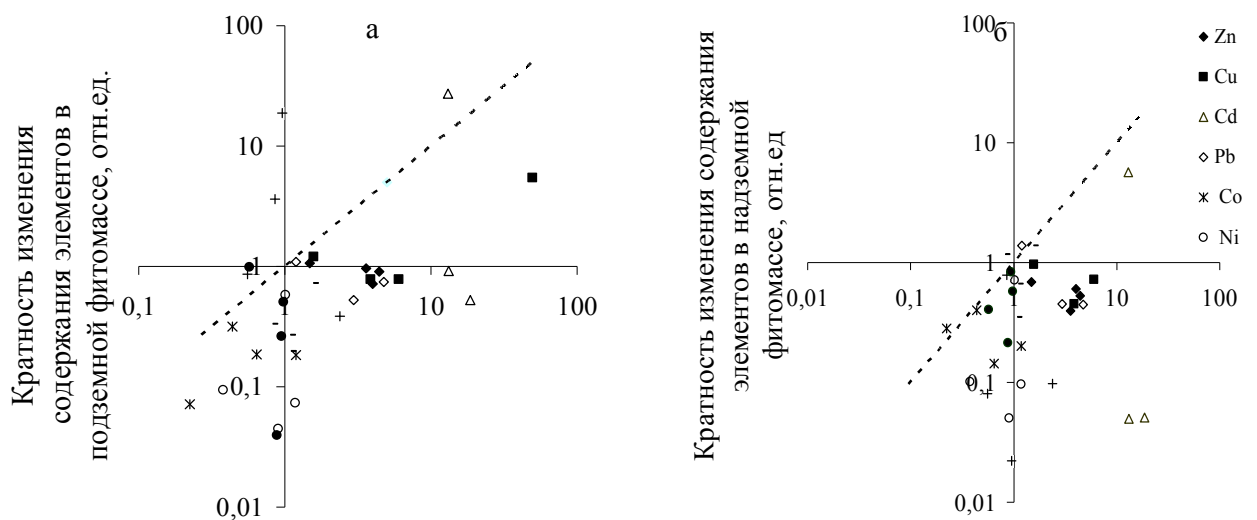 Кратность изменения
содержания элементов в
подземной фитомассе, отн.ед.
а
100
10
1
0,1
0,01
0,1
1
10
100
Кратность изменения содержания
элементов в надземной
фитомассе, отн.ед
б
100
10
1
0,1
0,01
0,01
0,1
1
10
100
Zn
Cu
Cd
Pb
Co
Ni